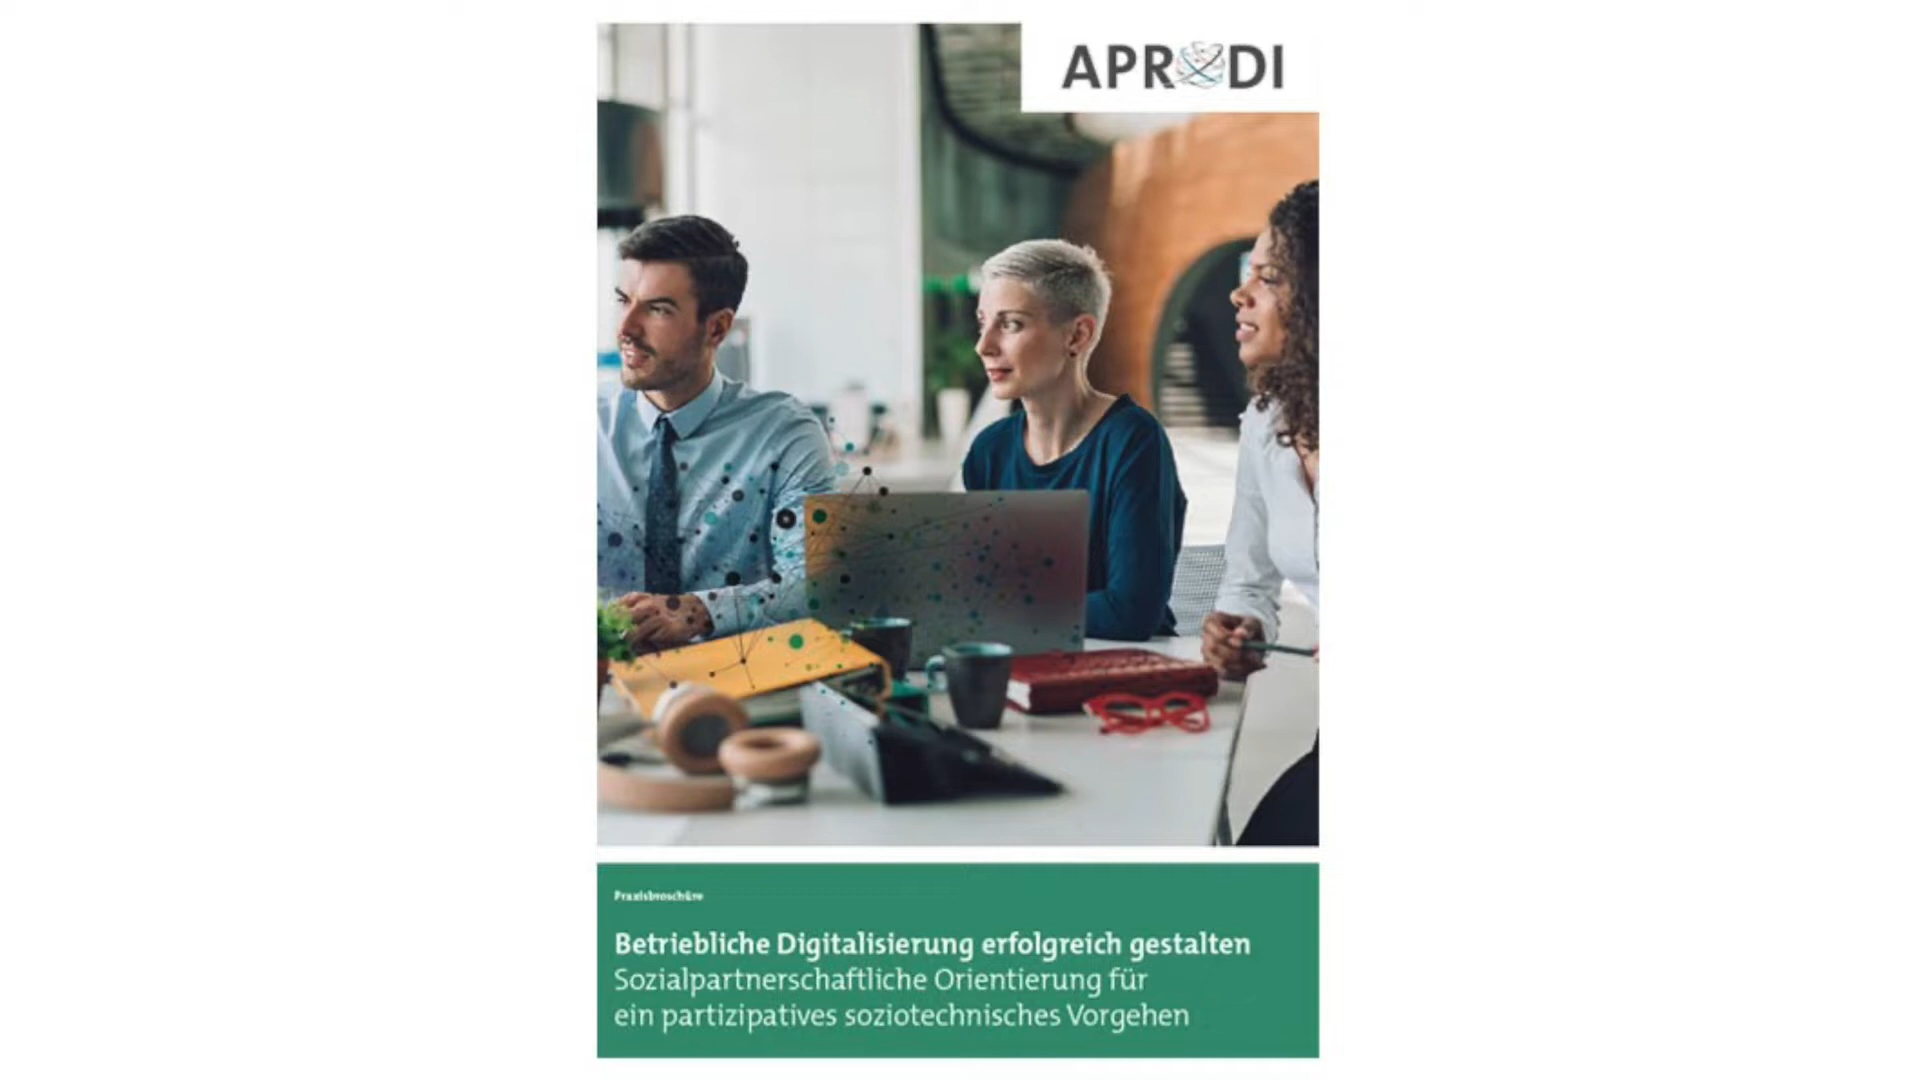 APRODI
Praxisbroschüre
Betriebliche Digitalisierung erfolgreich gestalten
Sozialpartnerschaftliche Orientierung für
ein partizipatives soziotechnisches Vorgehen